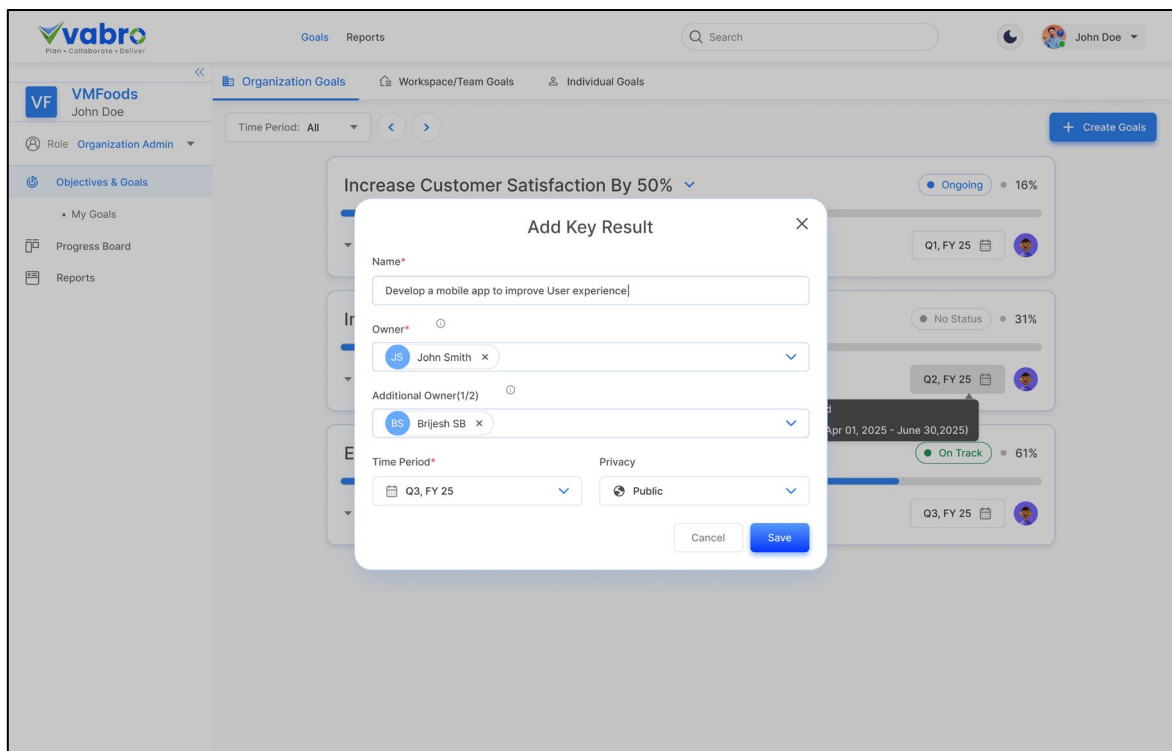 vabro
Plan • Collaborate • Deliver
Goals Reports
Search
John Doe
VF
VMFoods
John Doe
Role Organization Admin
Objectives & Goals
• My Goals
Progress Board
Reports
Organization Goals
Workspace/Team Goals
Individual Goals
Time Period: All
+ Create Goals
Increase Customer Satisfaction By 50%
Ongoing
16%
Q1, FY 25
No Status
31%
Q2, FY 25
Apr 01, 2025 - June 30,2025)
E
On Track
61%
Q3, FY 25
Add Key Result
Name*
Develop a mobile app to improve User experience
Owner*
JS John Smith ×
Additional Owner(1/2)
BS Brijesh SB ×
Time Period*
Privacy
Q3, FY 25
Public
Cancel
Save